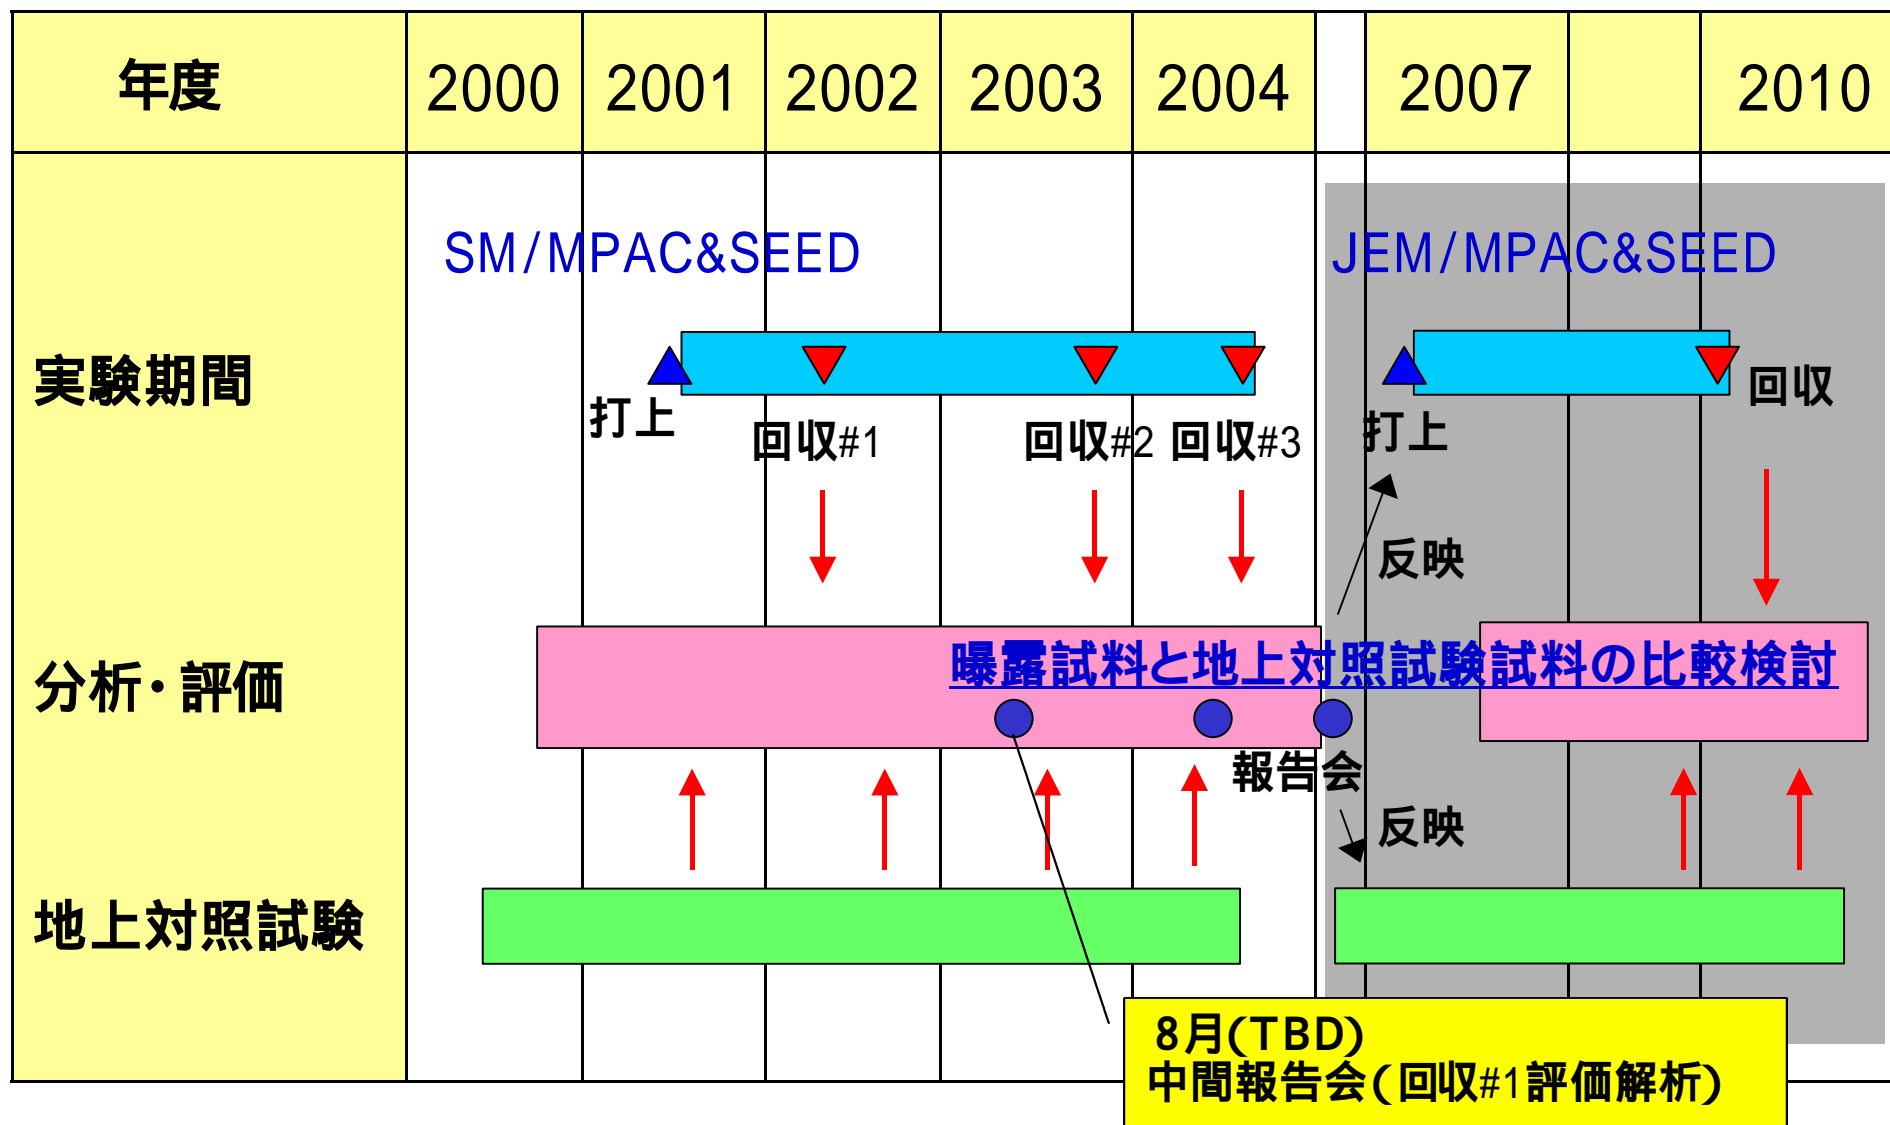 年度 2000 2001 2002 2003 2004 2007 2010
SM/MPAC&SEED
JEM/MPAC&SEED
実験期間
打上
回収#1
回収#2
回収#3
打上
回収
反映
分析・評価
曝露試料と地上対照試験試料の比較検討
報告会
反映
地上対照試験
8月(TBD)
中間報告会(回収#1評価解析)